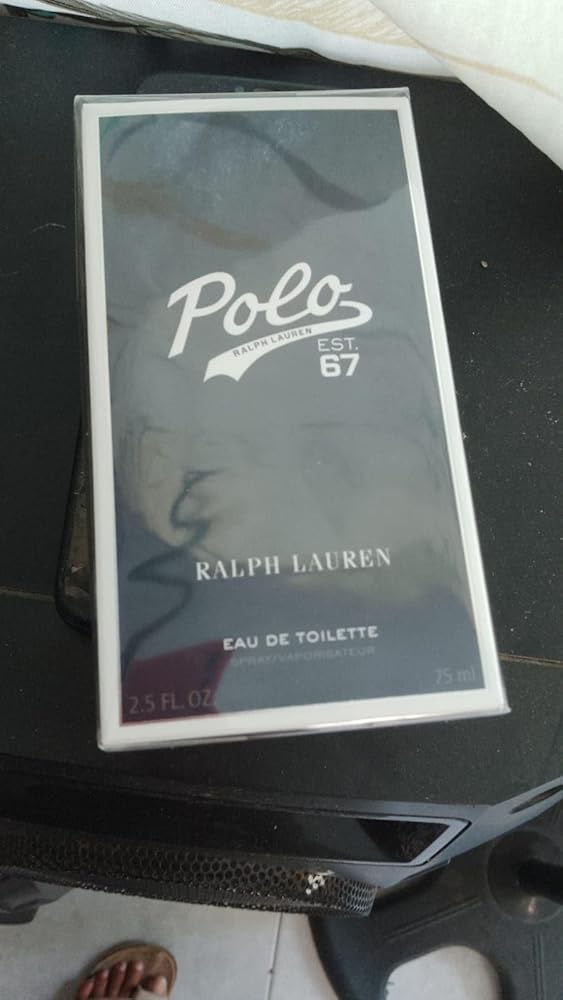 Polo
RALPH LAUREN
EST.
67
RALPH LAUREN
EAU DE TOILETTE
SPRAY/VAPORISATEUR
2.5 FL. OZ.
75 ml